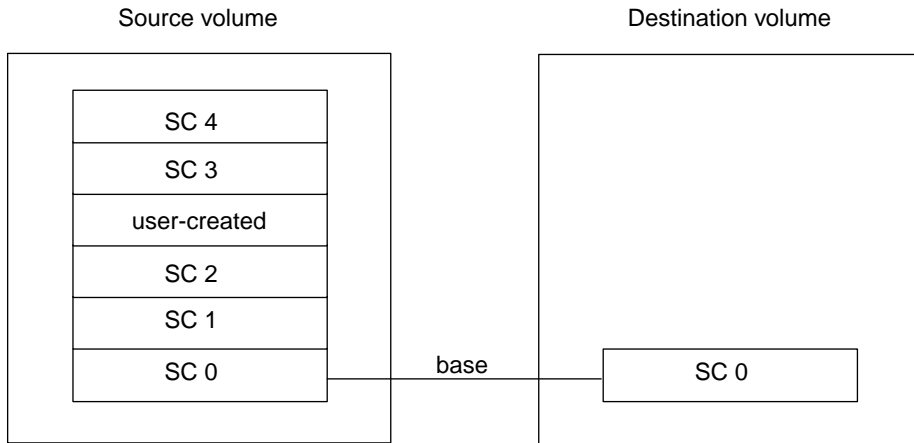 Source volume
Destination volume
SC 4
SC 3
user-created
SC 2
SC 1
SC 0
base
SC 0